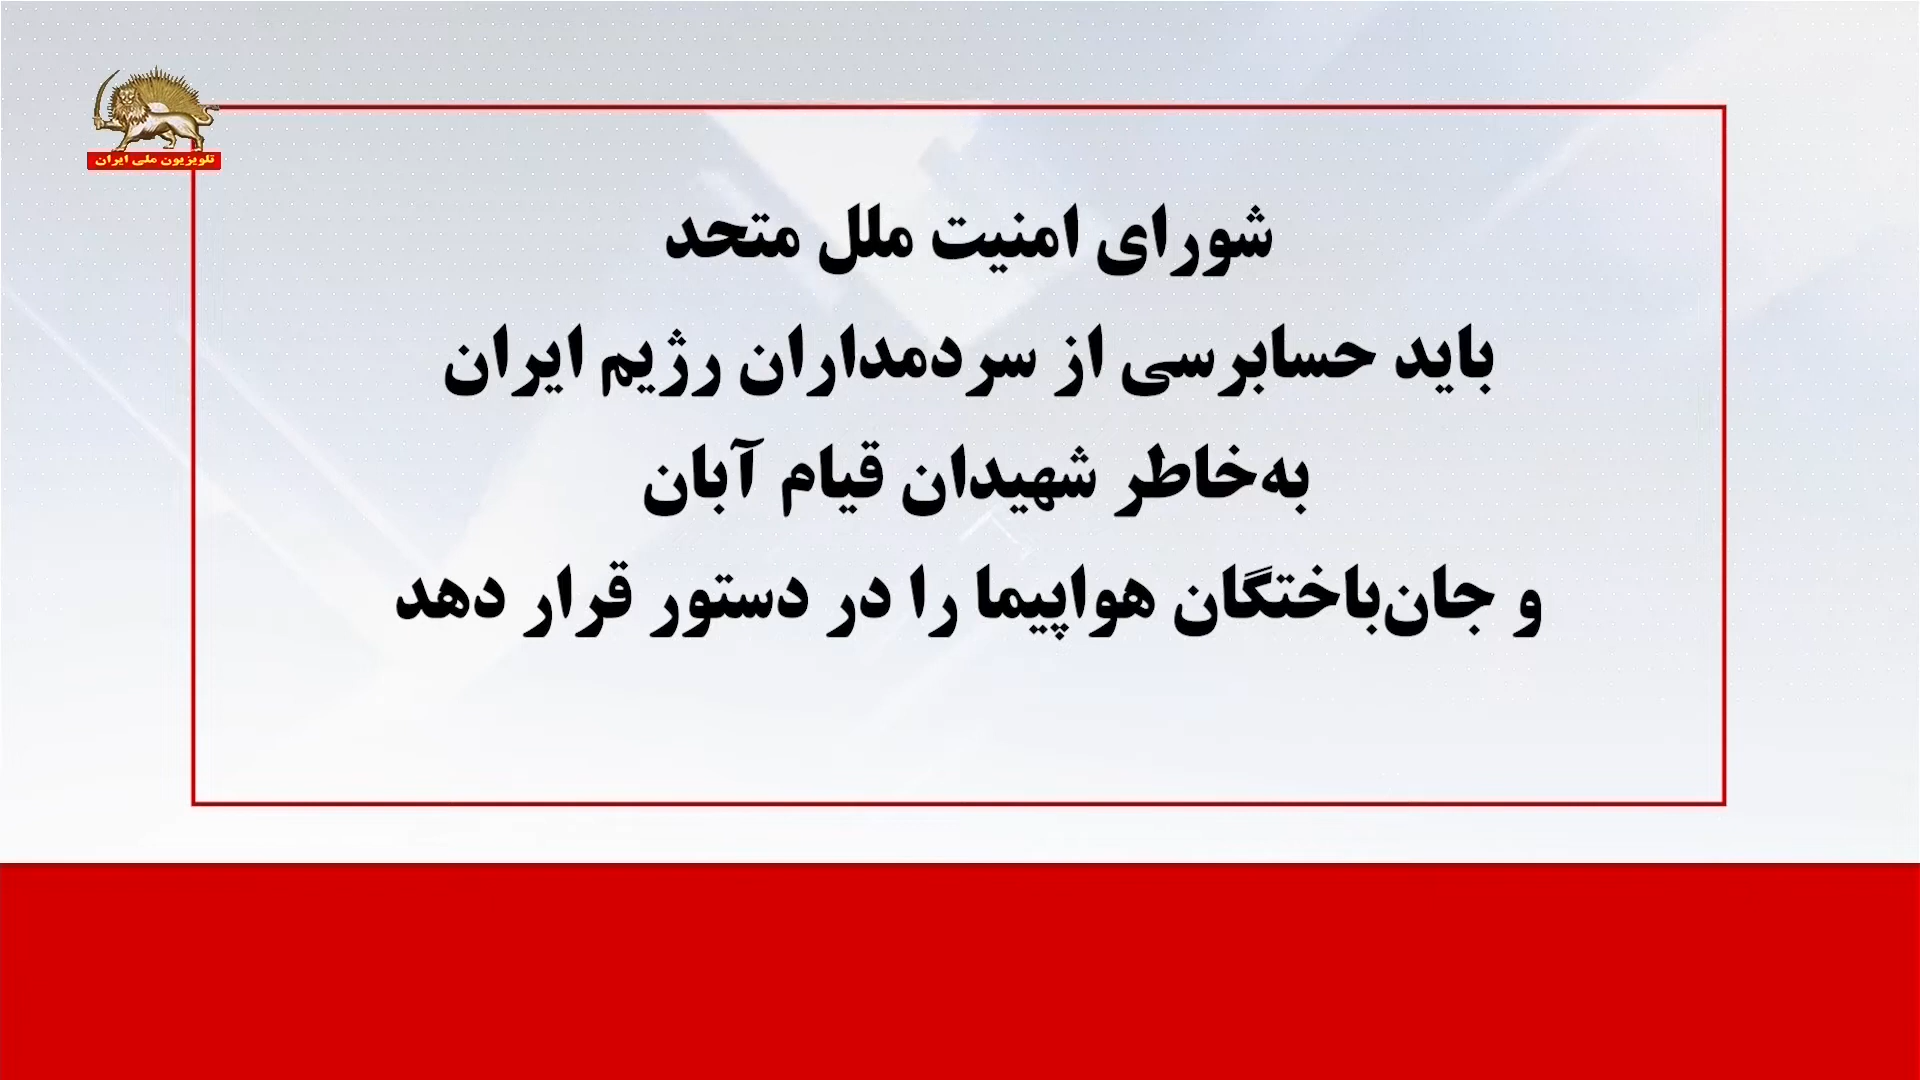 تلویزیون ملی ایران
شورای امنیت ملل متحد
باید حسابرسی از سردمداران رژیم ایران
به‌خاطر شهیدان قیام آبان
و جان‌باختگان هواپیما را در دستور قرار دهد